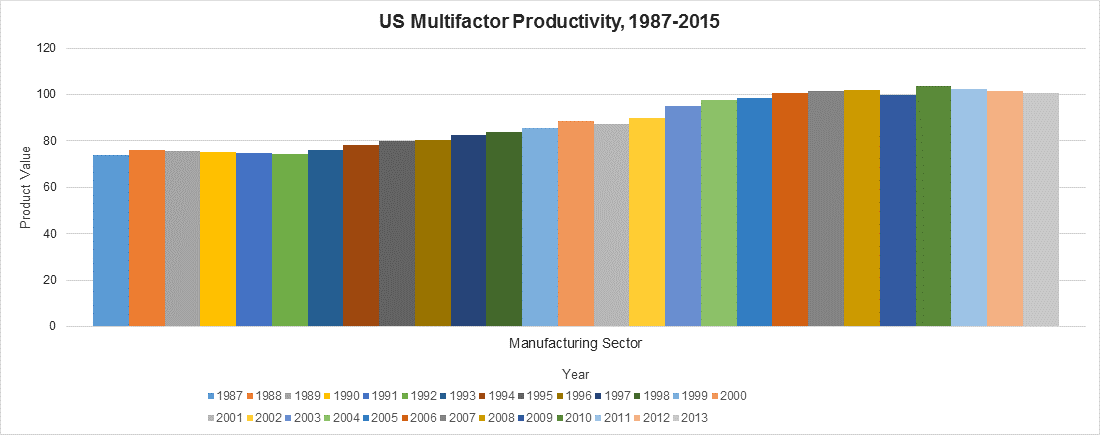 US Multifactor Productivity, 1987-2015
120
100
80
60
40
20
0
Product Value
Manufacturing Sector
Year
1987 1988 1989 1990 1991 1992 1993 1994 1995 1996 1997 1998 1999 2000
2001 2002 2003 2004 2005 2006 2007 2008 2009 2010 2011 2012 2013